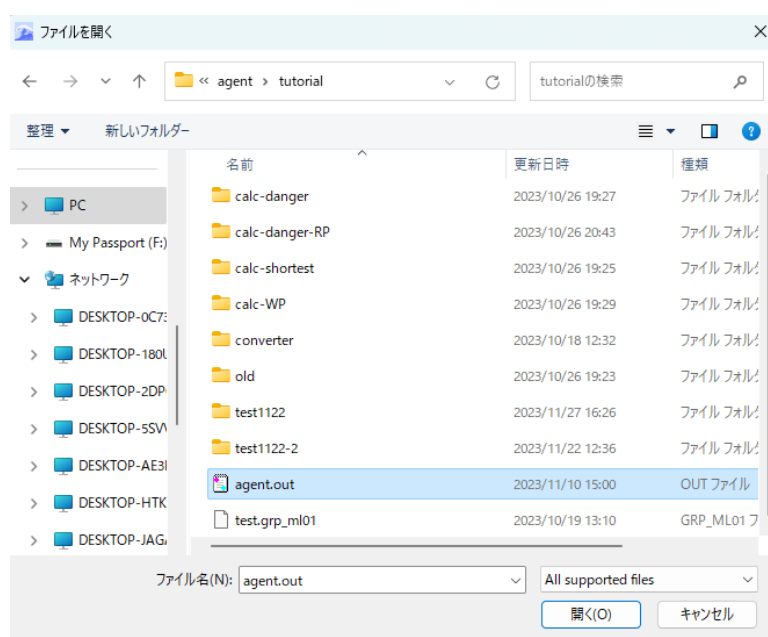 ファイルを開く
« agent › tutorial
tutorialの検索
整理 新しいフォルダー
名前 更新日時 種類
PC
My Passport (F:)
ネットワーク
DESKTOP-0C7
DESKTOP-180
DESKTOP-2DP
DESKTOP-5SV
DESKTOP-AE3
DESKTOP-HTK
DESKTOP-JAG
calc-danger 2023/10/26 19:27 ファイル フォル
calc-danger-RP 2023/10/26 20:43 ファイル フォル
calc-shortest 2023/10/26 19:25 ファイル フォル
calc-WP 2023/10/26 19:29 ファイル フォル
converter 2023/10/18 12:32 ファイル フォル
old 2023/10/26 19:23 ファイル フォル
test1122 2023/11/27 16:26 ファイル フォル
test1122-2 2023/11/22 12:36 ファイル フォル
agent.out 2023/11/10 15:00 OUT ファイル
test.grp_ml01 2023/10/19 13:10 GRP_ML01 フ
ファイル名(N): agent.out All supported files
開く(O) キャンセル